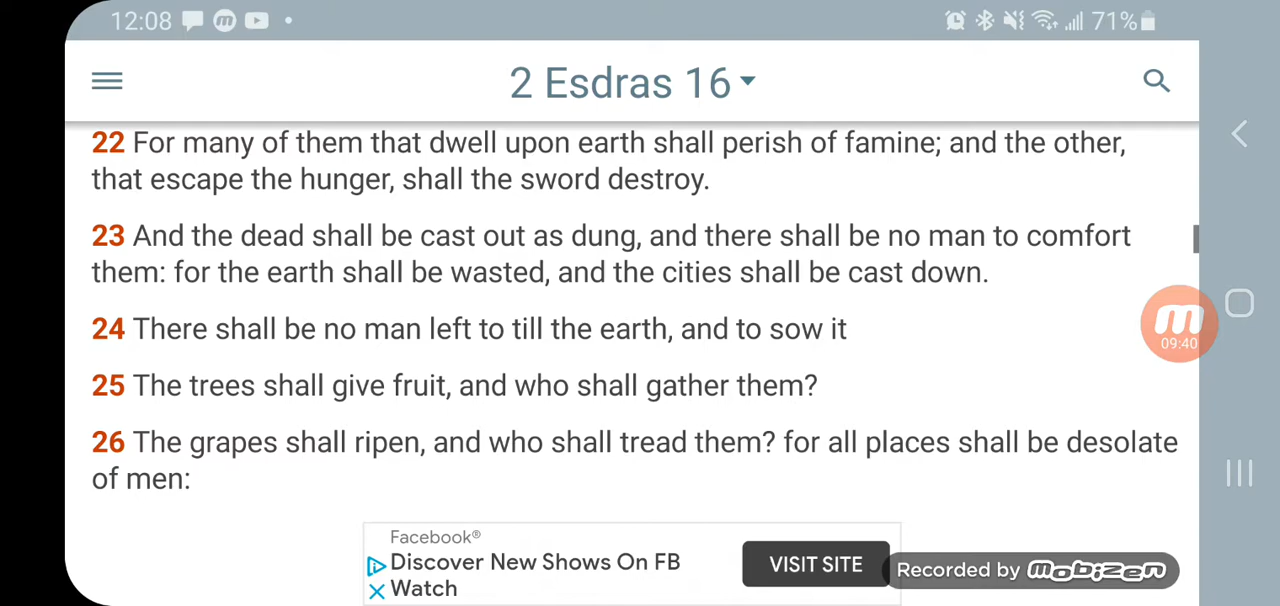 12:08 71%
2 Esdras 16
22 For many of them that dwell upon earth shall perish of famine; and the other,
that escape the hunger, shall the sword destroy.
23 And the dead shall be cast out as dung, and there shall be no man to comfort
them: for the earth shall be wasted, and the cities shall be cast down.
24 There shall be no man left to till the earth, and to sow it
25 The trees shall give fruit, and who shall gather them?
26 The grapes shall ripen, and who shall tread them? for all places shall be desolate
of men:
m
09:40
Facebook®
Discover New Shows On FB
Watch
VISIT SITE
Recorded by mobizen